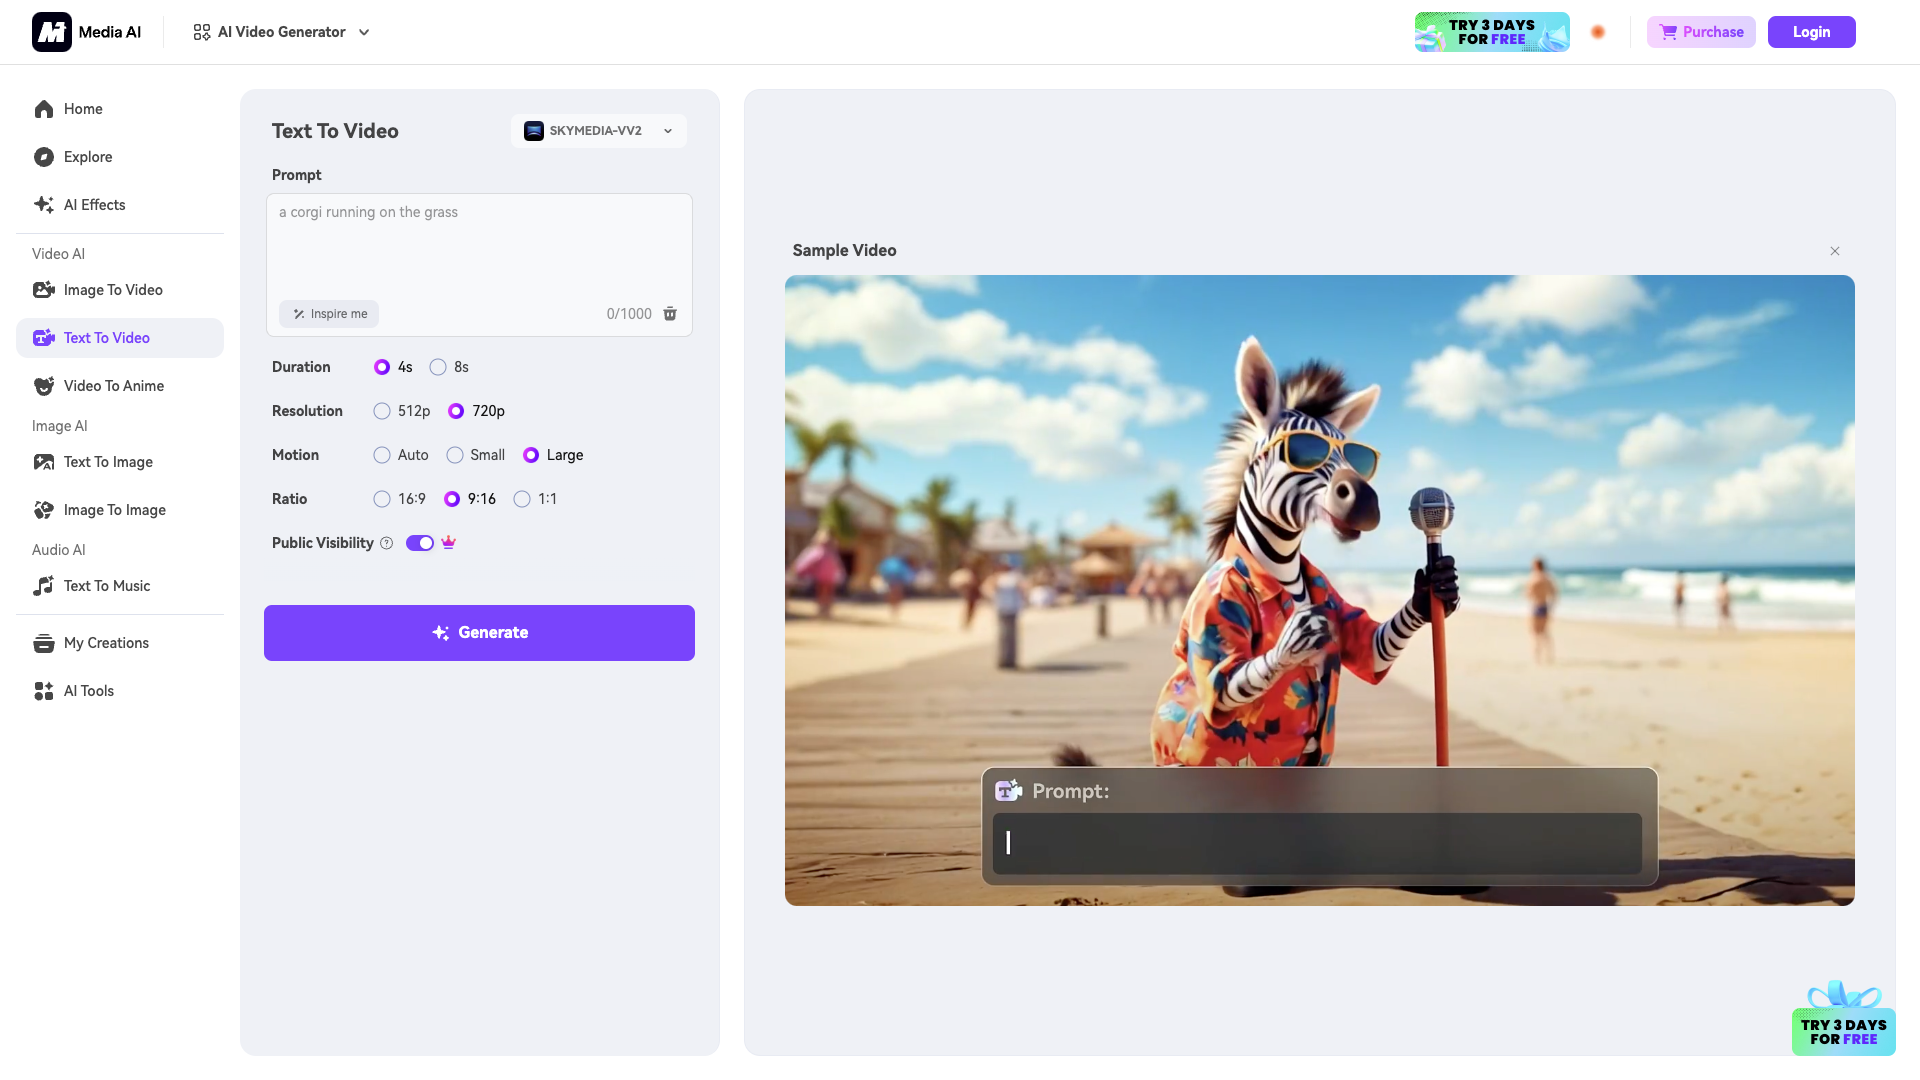 Media AI
AI Video Generator
TRY 3 DAYS
FOR FREE
Purchase
Login
Home
Explore
AI Effects
Video AI
Image To Video
Text To Video
Video To Anime
Image AI
Text To Image
Image To Image
Audio AI
Text To Music
My Creations
AI Tools
Text To Video
SKYMEDIA-VV2
Prompt
a corgi running on the grass
Inspire me
0/1000
Duration 4s 8s
Resolution 512p 720p
Motion Auto Small Large
Ratio 16:9 9:16 1:1
Public Visibility ?
Generate
Sample Video
Prompt:
TRY 3 DAYS
FOR FREE